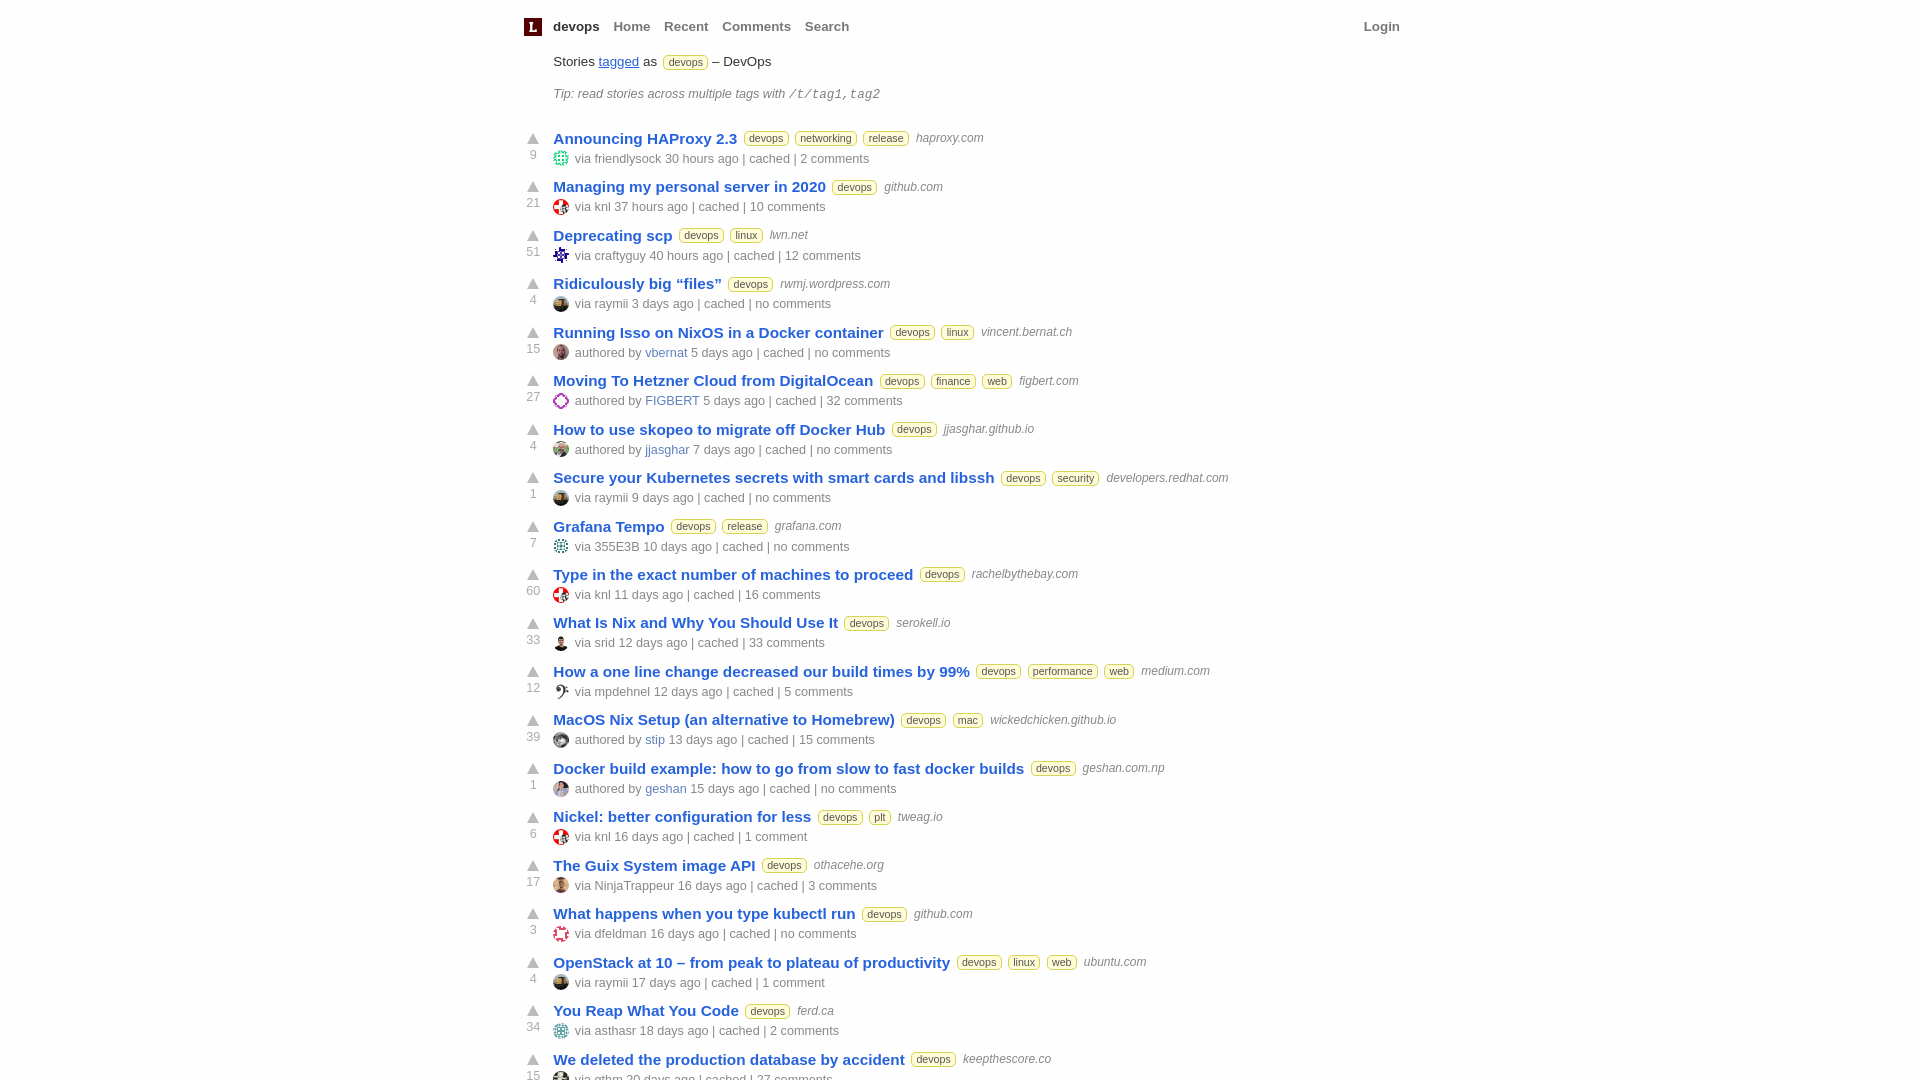 L devops Home Recent Comments Search Login
Stories tagged as devops – DevOps
Tip: read stories across multiple tags with /t/tag1,tag2
Announcing HAProxy 2.3 devops networking release haproxy.com
9 via friendlysock 30 hours ago | cached | 2 comments
Managing my personal server in 2020 devops github.com
21 via knl 37 hours ago | cached | 10 comments
Deprecating scp devops linux lwn.net
51 via craftyguy 40 hours ago | cached | 12 comments
Ridiculously big “files” devops rwmj.wordpress.com
4 via raymii 3 days ago | cached | no comments
Running Isso on NixOS in a Docker container devops linux vincent.bernat.ch
15 authored by vbernat 5 days ago | cached | no comments
Moving To Hetzner Cloud from DigitalOcean devops finance web figbert.com
27 authored by FIGBERT 5 days ago | cached | 32 comments
How to use skopeo to migrate off Docker Hub devops jjasghar.github.io
4 authored by jjasghar 7 days ago | cached | no comments
Secure your Kubernetes secrets with smart cards and libssh devops security developers.redhat.com
1 via raymii 9 days ago | cached | no comments
Grafana Tempo devops release grafana.com
7 via 355E3B 10 days ago | cached | no comments
Type in the exact number of machines to proceed devops rachelbythebay.com
60 via knl 11 days ago | cached | 16 comments
What Is Nix and Why You Should Use It devops serokell.io
33 via srid 12 days ago | cached | 33 comments
How a one line change decreased our build times by 99% devops performance web medium.com
12 via mpdehnel 12 days ago | cached | 5 comments
MacOS Nix Setup (an alternative to Homebrew) devops mac wickedchicken.github.io
39 authored by stip 13 days ago | cached | 15 comments
Docker build example: how to go from slow to fast docker builds devops geshan.com.np
1 authored by geshan 15 days ago | cached | no comments
Nickel: better configuration for less devops plt tweag.io
6 via knl 16 days ago | cached | 1 comment
The Guix System image API devops othacehe.org
17 via NinjaTrappeur 16 days ago | cached | 3 comments
What happens when you type kubectl run devops github.com
3 via dfeldman 16 days ago | cached | no comments
OpenStack at 10 – from peak to plateau of productivity devops linux web ubuntu.com
4 via raymii 17 days ago | cached | 1 comment
You Reap What You Code devops ferd.ca
34 via asthasr 18 days ago | cached | 2 comments
We deleted the production database by accident devops keepthescore.co
15 via gthm 20 days ago | cached | 27 comments